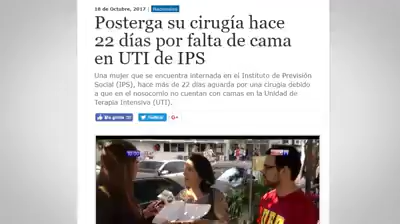 18 de Octubre, 2017 | Nacionales
Posterga su cirugía hace
22 días por falta de cama
en UTI de IPS
Una mujer que se encuentra internada en el Instituto de Previsión
Social (IPS), hace más de 22 días aguarda por una cirugía debido
a que en el nosocomio no cuentan con camas en la Unidad de
Terapia Intensiva (UTI).